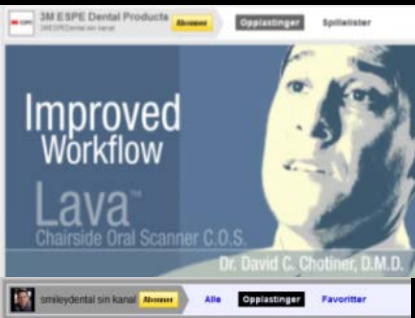 3M ESPE Dental Products Abonner Opplastinger Spillelister
3MESPEDental sin kanal
Improved
Workflow
Lava™
Chairside Oral Scanner C.O.S.
Dr. David C. Chotiner, D.M.D.
smileydental sin kanal Abonner Alle Opplastinger Favoritter